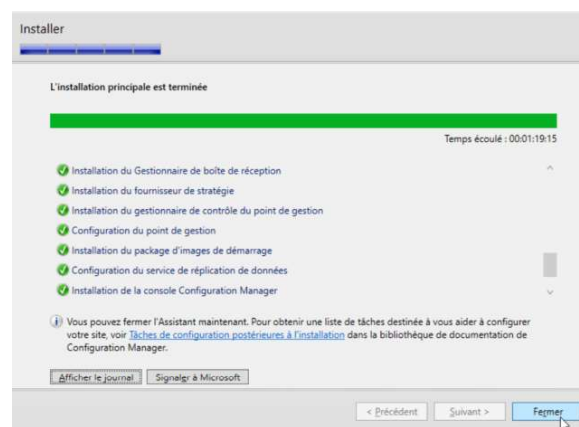 Installer
L'installation principale est terminée
Temps écoulé : 00:01:19:15
Installation du Gestionnaire de boîte de réception
Installation du fournisseur de stratégie
Installation du gestionnaire de contrôle du point de gestion
Configuration du point de gestion
Installation du package d'images de démarrage
Configuration du service de réplication de données
Installation de la console Configuration Manager
Vous pouvez fermer l'Assistant maintenant. Pour obtenir une liste de tâches destinée à vous aider à configurer
votre site, voir Tâches de configuration postérieures à l'installation dans la bibliothèque de documentation de
Configuration Manager.
Afficher le journal Signaler à Microsoft
< Précédent Suivant > Fermer